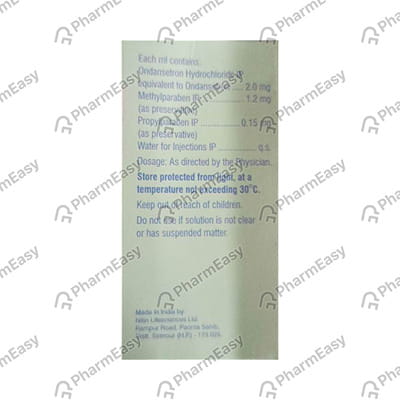 Each ml contains:
Ondansetron Hydrochloride IP
equivalent to Ondansetron ..... 2.0 mg
Methylparaben IP ..... 1.2 mg
(as preservative)
Propylparaben IP ..... 0.15 mg
(as preservative)
Water for Injections IP ..... q.s.
Dosage: As directed by the Physician.
Store protected from light, at a
temperature not exceeding 30°C.
Keep out of reach of children.
Do not use if solution is not clear
or has suspended matter.
Made in India by
Lifesciences Ltd.
Rampur Road, Paonta Sahib,
Distt. Sirmour (H.P.) - 173 025.
PharmEasy